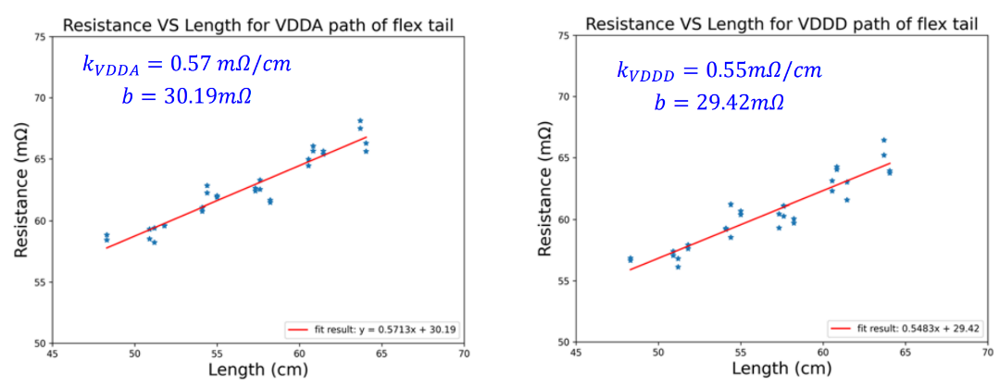 Resistance VS Length for VDDA path of flex tail
k_VDDA = 0.57 mΩ/cm
b = 30.19mΩ
Resistance (mΩ)
75
70
65
60
55
50
45
50
55
60
65
70
Length (cm)
fit result: y = 0.5713x + 30.19
Resistance VS Length for VDDD path of flex tail
k_VDDD = 0.55mΩ/cm
b = 29.42mΩ
Resistance (mΩ)
75
70
65
60
55
50
45
50
55
60
65
70
Length (cm)
fit result: 0.5483x + 29.42